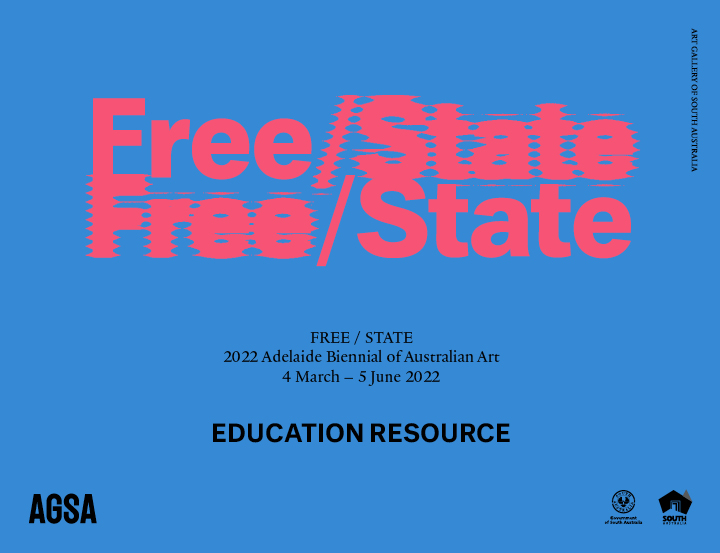 ART GALLERY OF SOUTH AUSTRALIA
Free/State
Free/State
FREE / STATE
2022 Adelaide Biennial of Australian Art
4 March – 5 June 2022
EDUCATION RESOURCE
AGSA
Government
of South Australia
SOUTH
AUSTRALIA